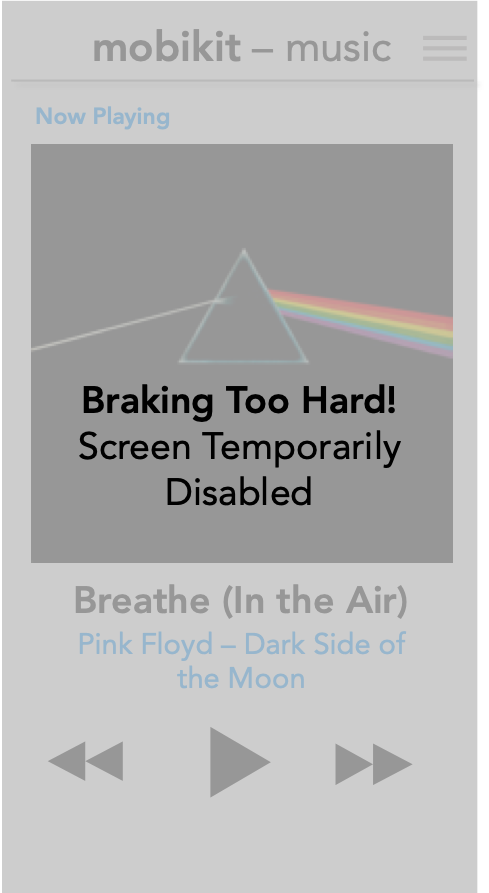 mobikit – music
Now Playing
Braking Too Hard!
Screen Temporarily
Disabled
Breathe (In the Air)
Pink Floyd – Dark Side of
the Moon